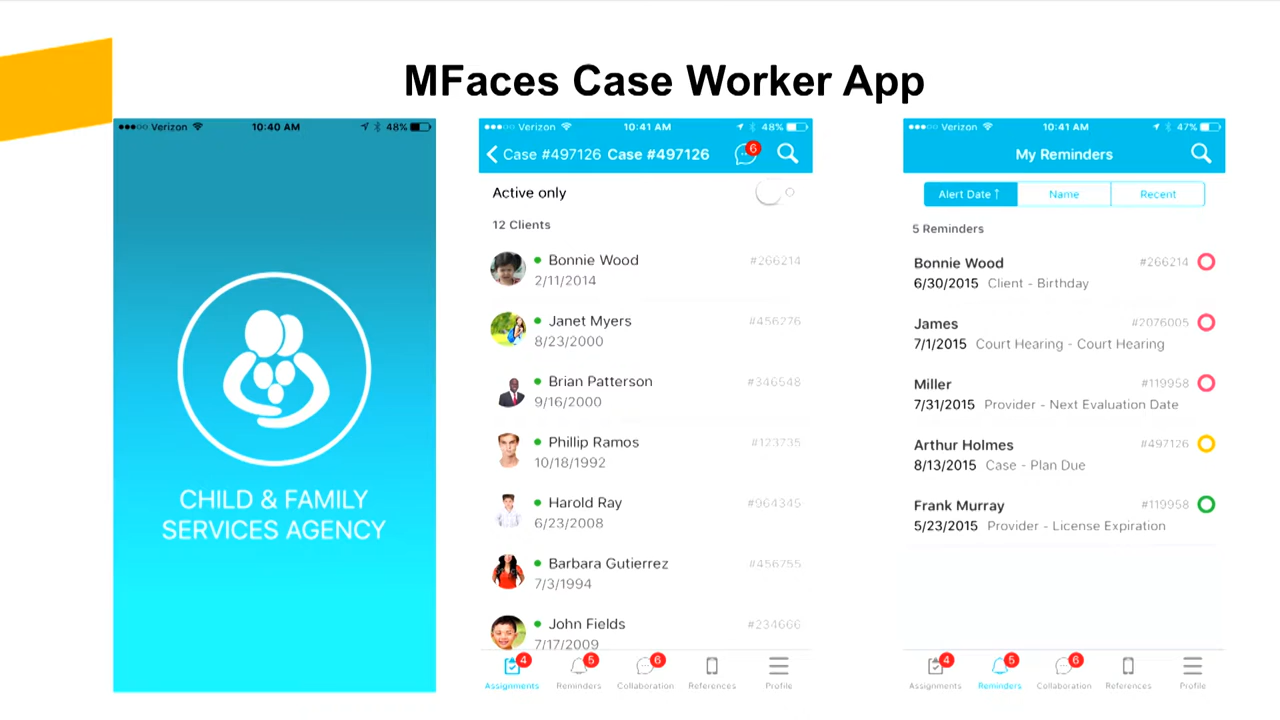 MFaces Case Worker App
Verizon 10:40 AM 48%
CHILD & FAMILY
SERVICES AGENCY
Verizon 10:41 AM 48%
Case #497126 Case #497126 6
Active only
12 Clients
Bonnie Wood #266214
2/11/2014
Janet Myers #456276
8/23/2000
Brian Patterson #346548
9/16/2000
Phillip Ramos #123735
10/18/1992
Harold Ray #964345
6/23/2008
Barbara Gutierrez #456755
7/3/1994
John Fields #234666
7/17/2009
4 5 6
Assignments Reminders Collaboration References Profile
Verizon 10:41 AM 47%
My Reminders
Alert Date ↑ Name Recent
5 Reminders
Bonnie Wood #266214
6/30/2015 Client - Birthday
James #2076005
7/1/2015 Court Hearing - Court Hearing
Miller #119958
7/31/2015 Provider - Next Evaluation Date
Arthur Holmes #497126
8/13/2015 Case - Plan Due
Frank Murray #119958
5/23/2015 Provider - License Expiration
4 5 6
Assignments Reminders Collaboration References Profile